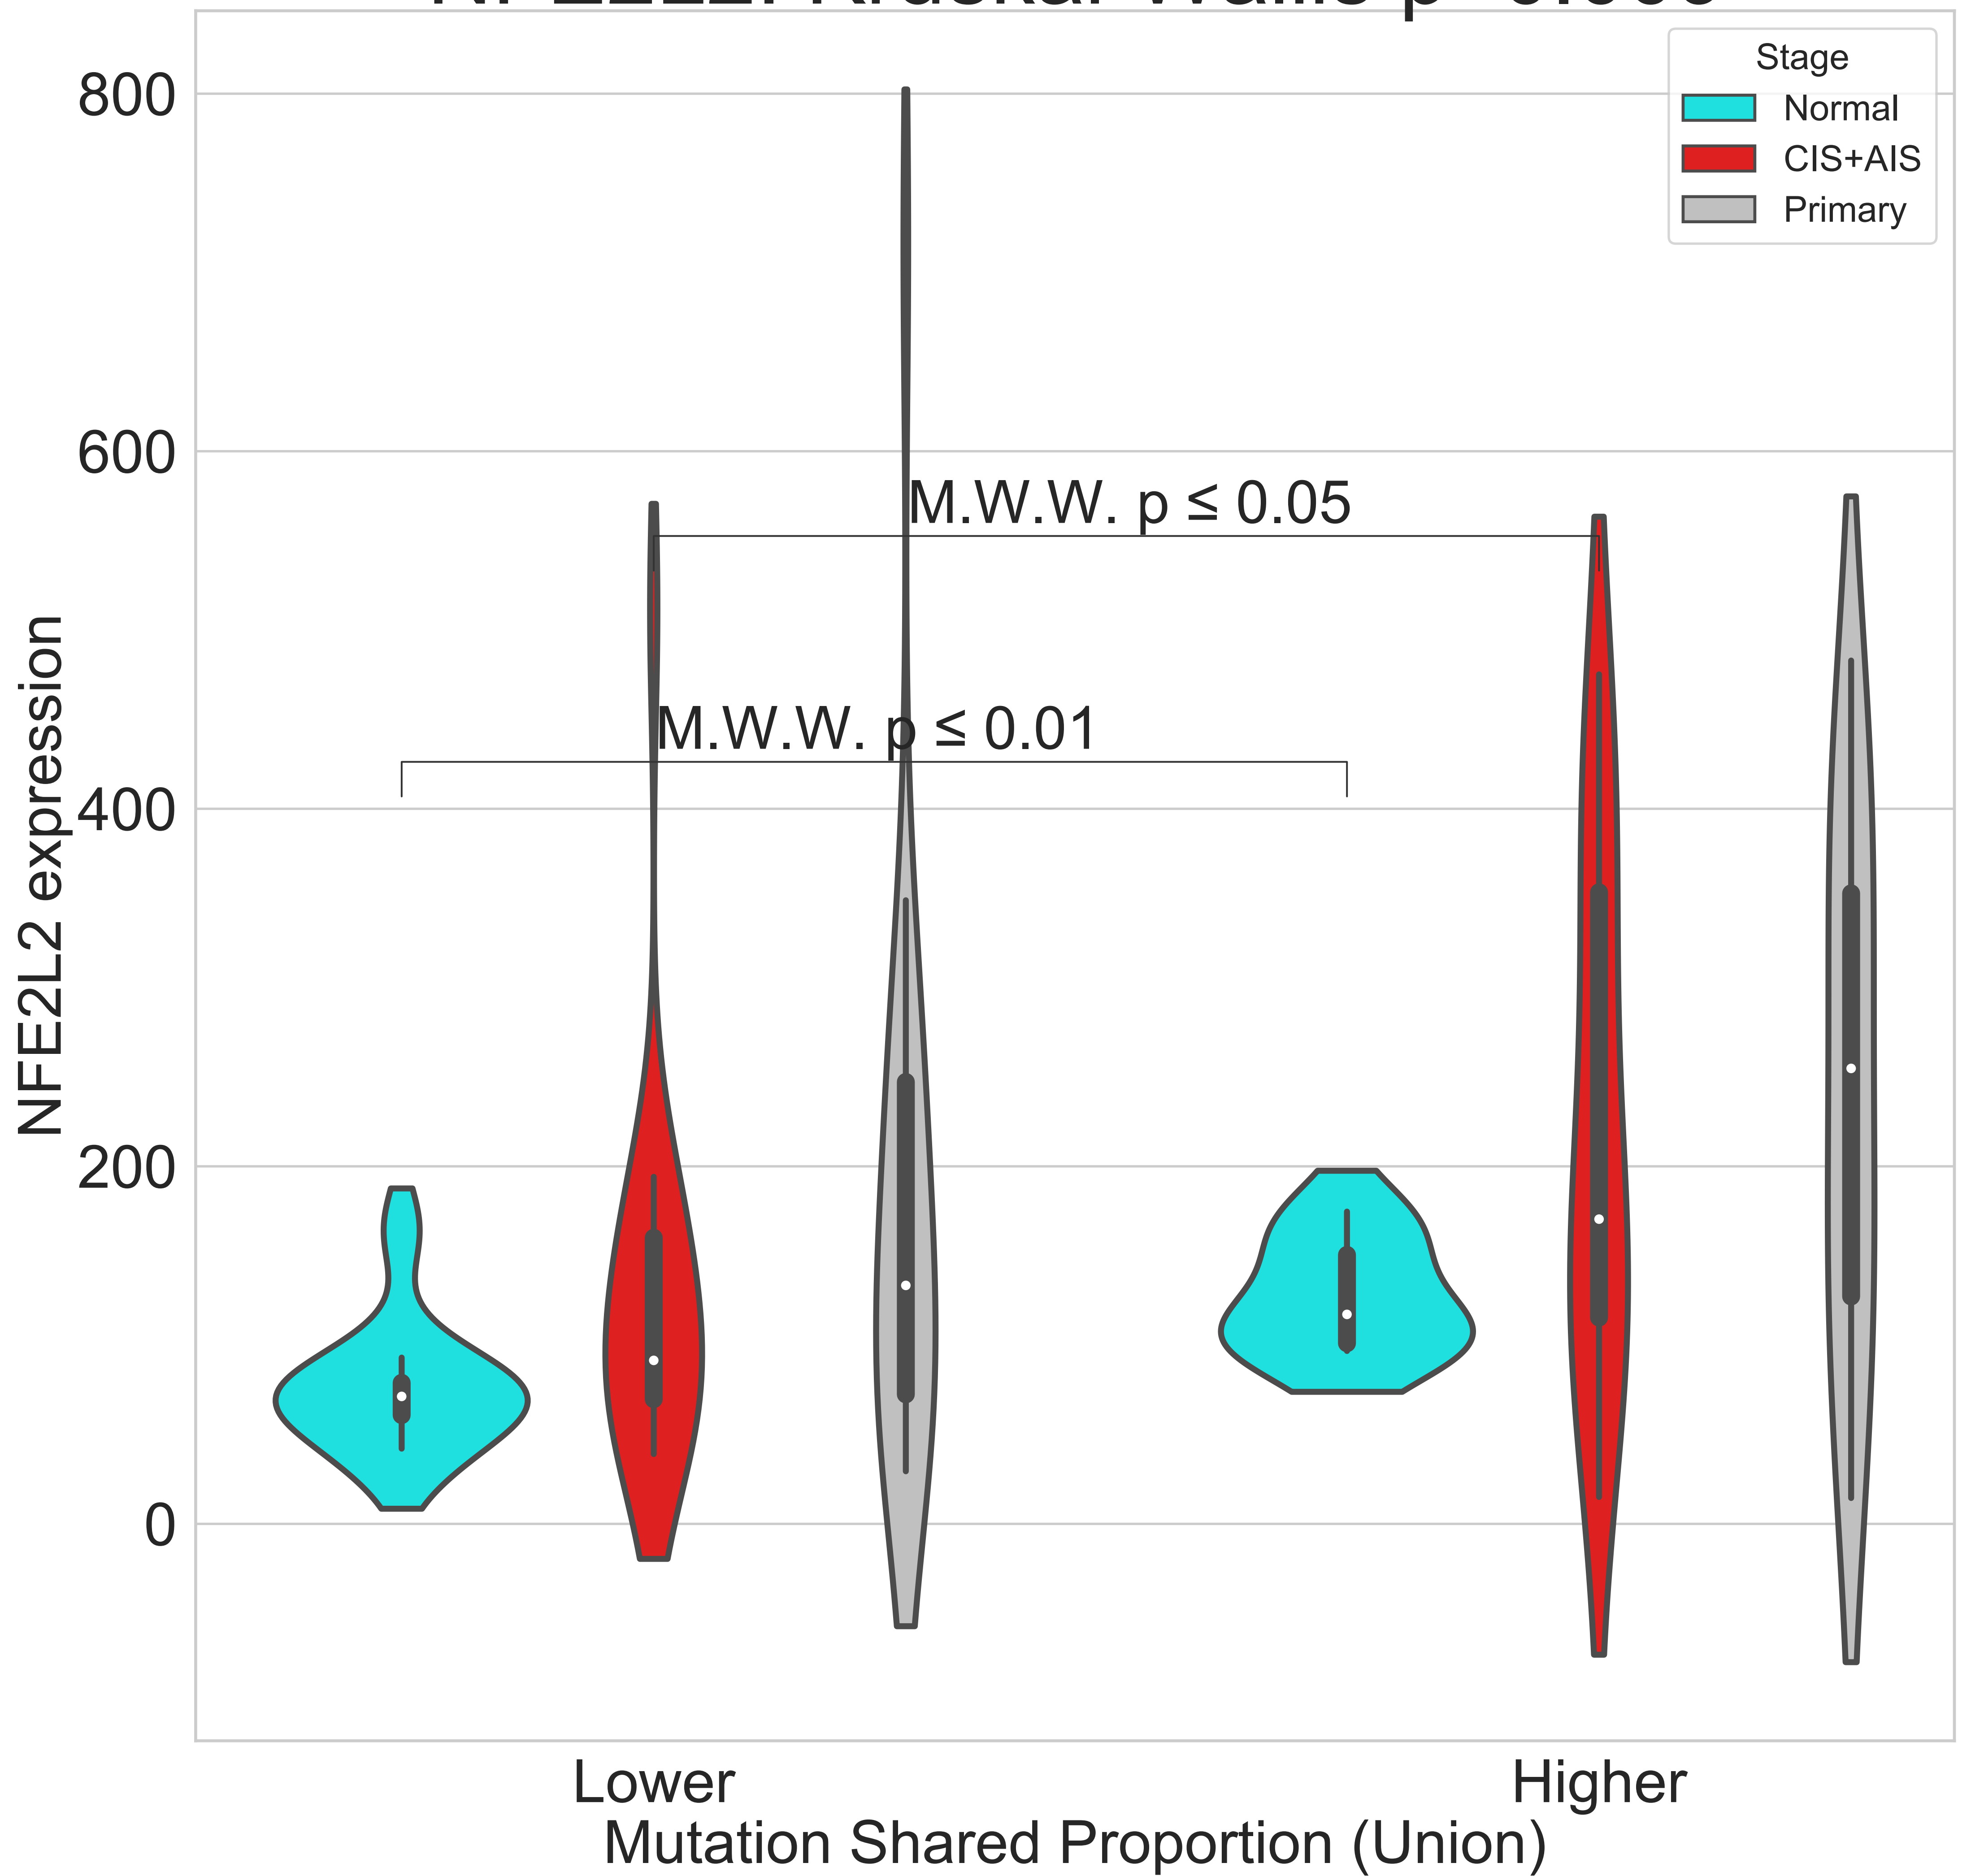 Stage
Normal
CIS+AIS
Primary
800
600
400
200
0
NFE2L2 expression
M.W.W. p ≤ 0.05
M.W.W. p ≤ 0.01
Lower
Higher
Mutation Shared Proportion (Union)